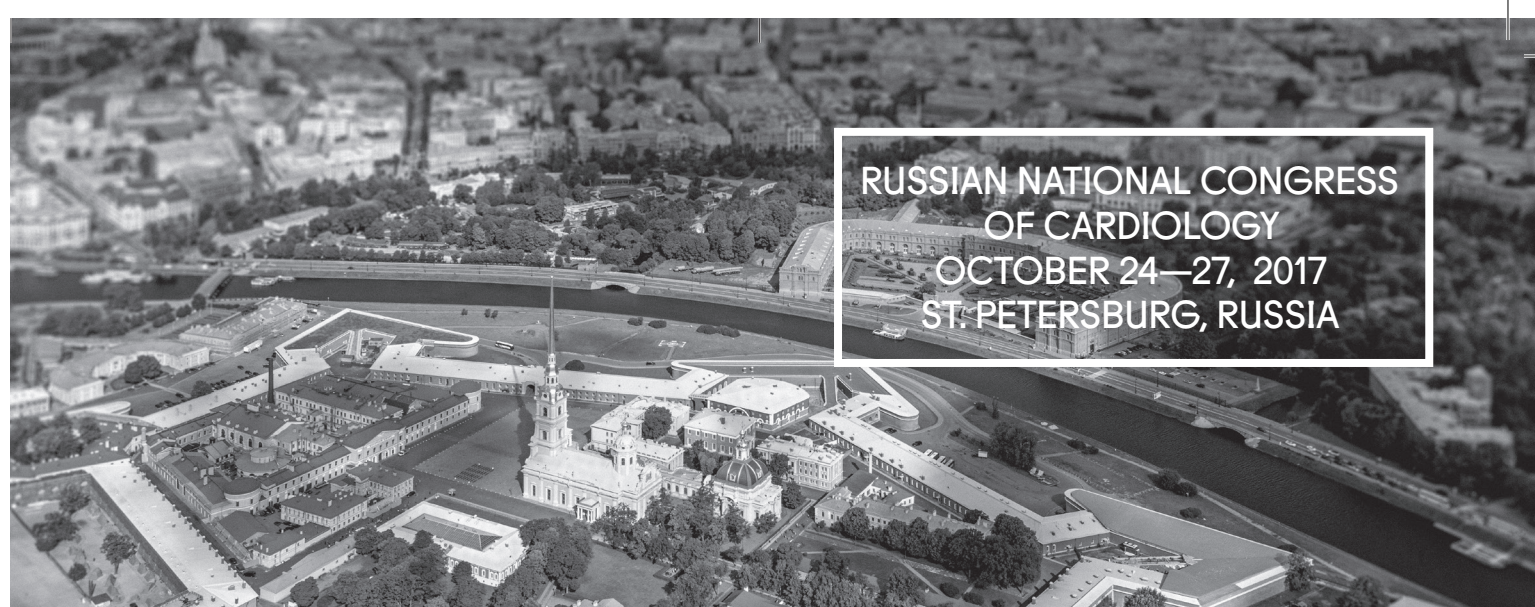 RUSSIAN NATIONAL CONGRESS
OF CARDIOLOGY
OCTOBER 24—27, 2017
ST. PETERSBURG, RUSSIA